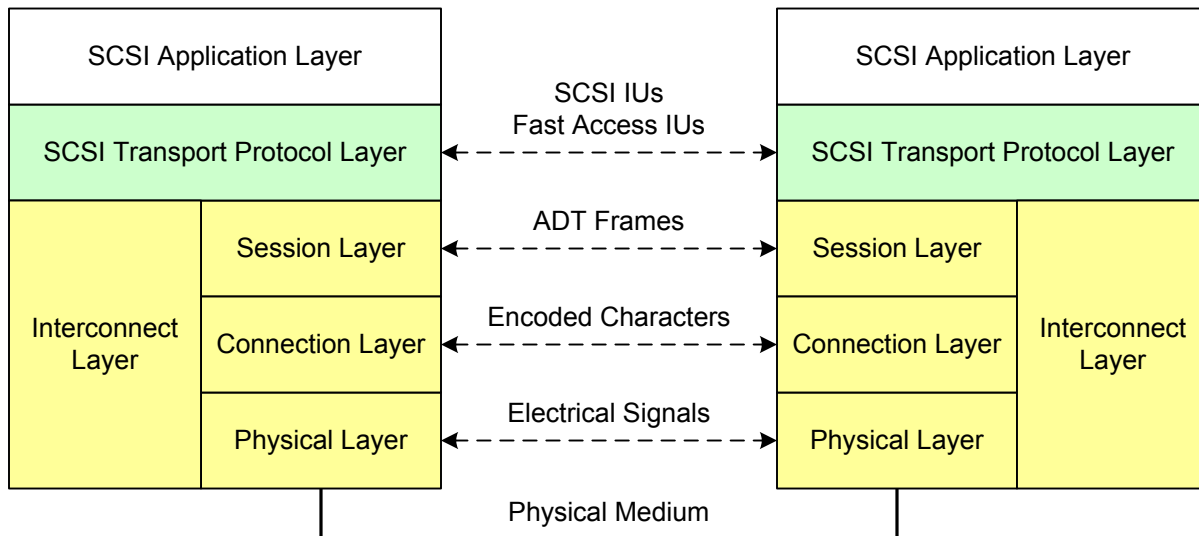 SCSI Application Layer
SCSI Application Layer
SCSI IUs
Fast Access IUs
SCSI Transport Protocol Layer
SCSI Transport Protocol Layer
ADT Frames
Session Layer
Session Layer
Interconnect
Layer
Encoded Characters
Connection Layer
Connection Layer
Interconnect
Layer
Electrical Signals
Physical Layer
Physical Layer
Physical Medium